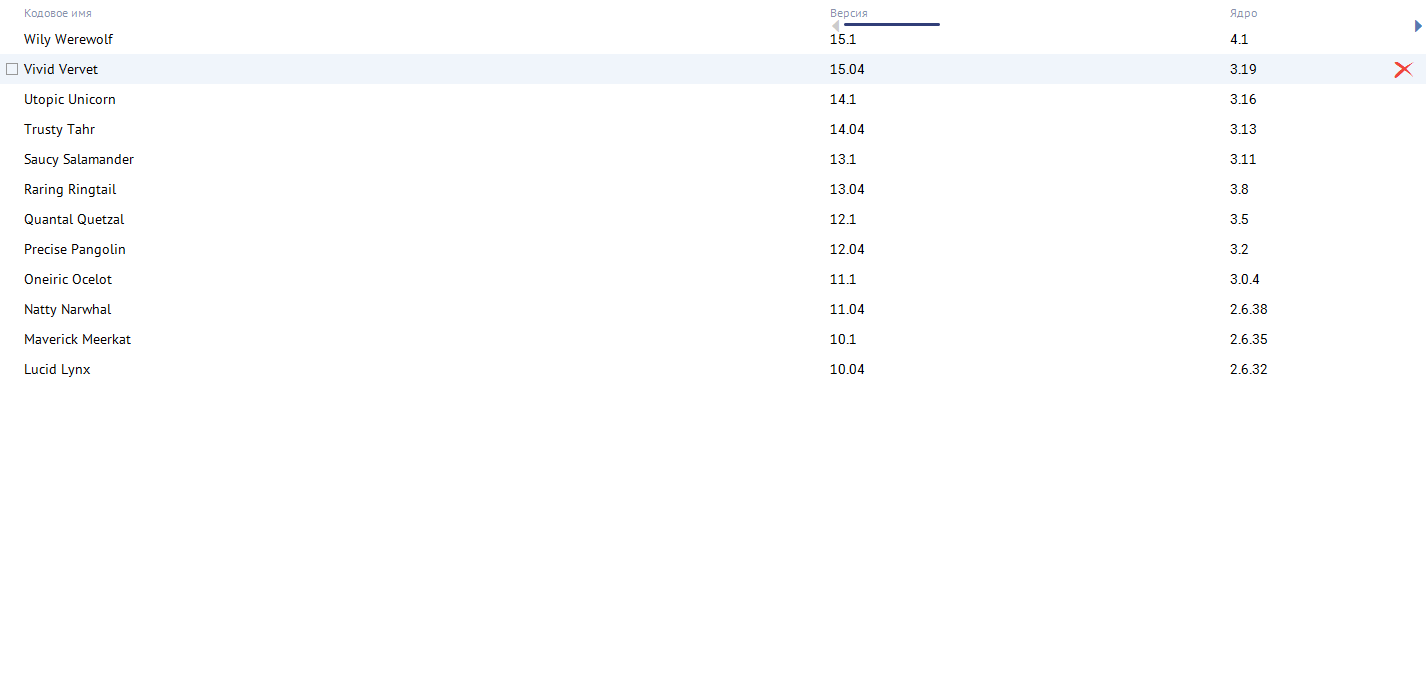 Кодовое имя Версия Ядро
Wily Werewolf 15.1 4.1
Vivid Vervet 15.04 3.19
Utopic Unicorn 14.1 3.16
Trusty Tahr 14.04 3.13
Saucy Salamander 13.1 3.11
Raring Ringtail 13.04 3.8
Quantal Quetzal 12.1 3.5
Precise Pangolin 12.04 3.2
Oneiric Ocelot 11.1 3.0.4
Natty Narwhal 11.04 2.6.38
Maverick Meerkat 10.1 2.6.35
Lucid Lynx 10.04 2.6.32